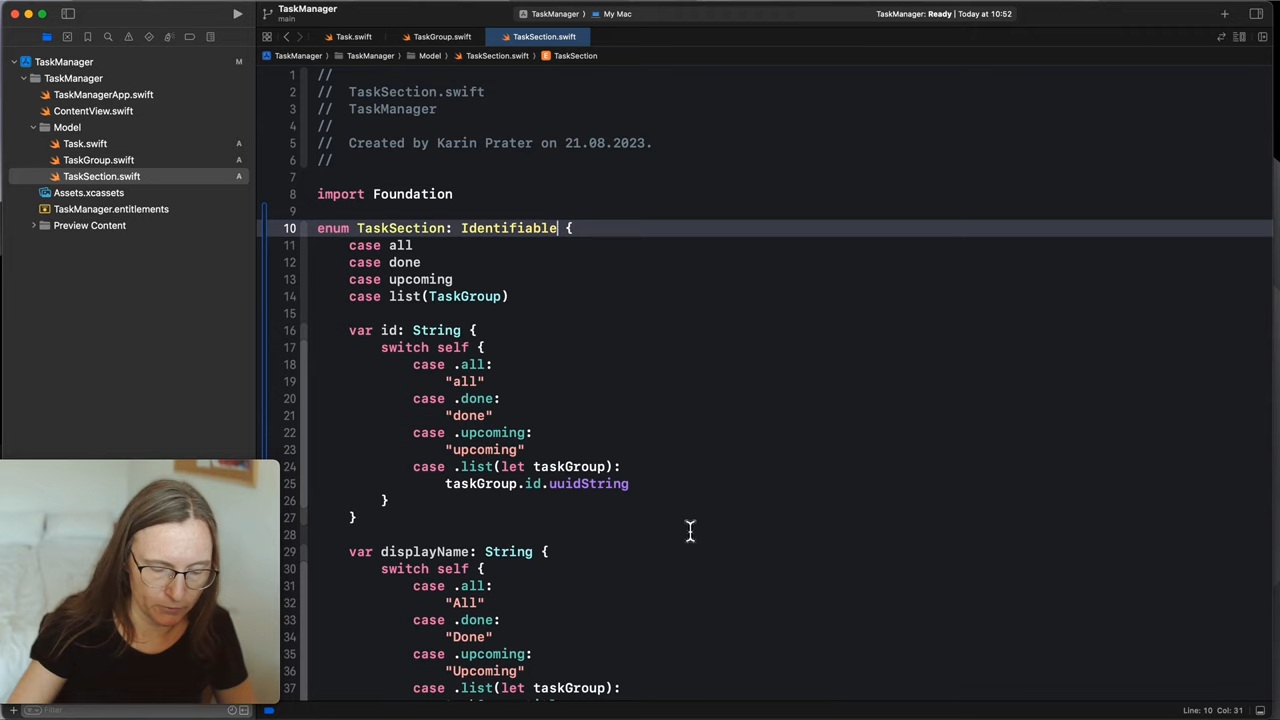 TaskManager
main
TaskManager
My Mac
TaskManager: Ready | Today at 10:52
Task.swift
TaskGroup.swift
TaskSection.swift
TaskManager
TaskManager
Model
TaskSection.swift
TaskSection
TaskManager
M
TaskManager
TaskManagerApp.swift
ContentView.swift
Model
Task.swift
A
TaskGroup.swift
A
TaskSection.swift
A
Assets.xcassets
TaskManager.entitlements
Preview Content
1 //
2 // TaskSection.swift
3 // TaskManager
4 //
5 // Created by Karin Prater on 21.08.2023.
6 //
7
8 import Foundation
9
10 enum TaskSection: Identifiable {
11 case all
12 case done
13 case upcoming
14 case list(TaskGroup)
15
16 var id: String {
17 switch self {
18 case .all:
19 "all"
20 case .done:
21 "done"
22 case .upcoming:
23 "upcoming"
24 case .list(let taskGroup):
25 taskGroup.id.uuidString
26 }
27 }
28
29 var displayName: String {
30 switch self {
31 case .all:
32 "All"
33 case .done:
34 "Done"
35 case .upcoming:
36 "Upcoming"
37 case .list(let taskGroup):
Filter
Line: 10 Col: 31